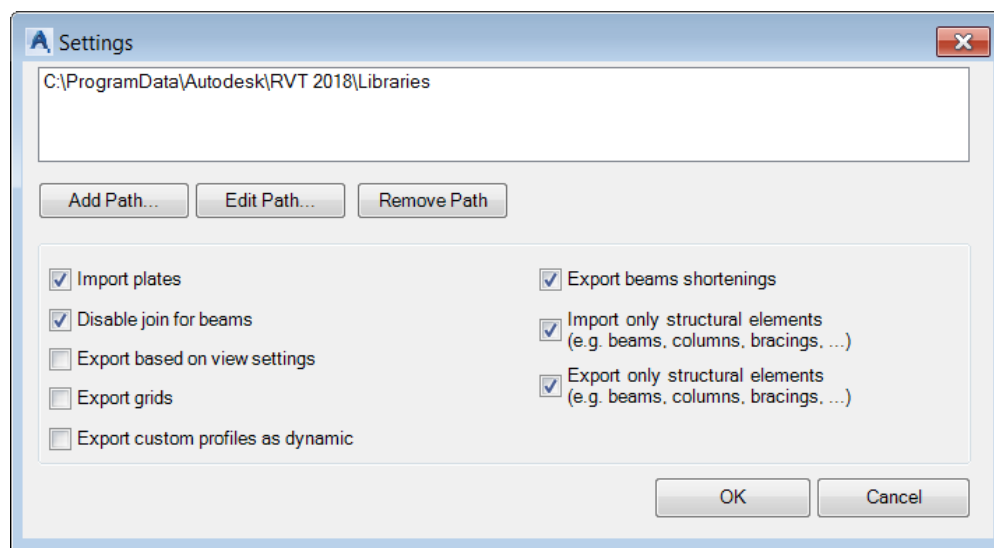 Settings
C:\ProgramData\Autodesk\RVT 2018\Libraries
Add Path...
Edit Path...
Remove Path
Import plates
Disable join for beams
Export based on view settings
Export grids
Export custom profiles as dynamic
Export beams shortenings
Import only structural elements
(e.g. beams, columns, bracings, ...)
Export only structural elements
(e.g. beams, columns, bracings, ...)
OK
Cancel